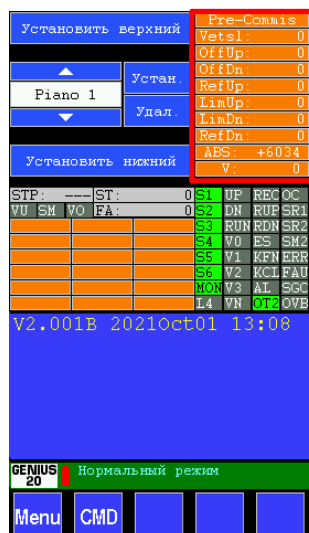 Установить верхний
Piano 1
Устан.
Удал.
Установить нижний
Pre-Commis
Vetsl: 0
OffUp: 0
OffDn: 0
RefUp: 0
LimUp: 0
LimDn: 0
RefDn: 0
ABS: +6034
V: 0
STP: --- ST: 0 S1 UP REC OC
VU SM VO FA: 0 S2 DN RUP SR1
S3 RUN RDN SR2
S4 V0 ES SM2
S5 V1 KFN ERR
S6 V2 KCL FAU
MON V3 AL SGC
L4 VN OT2 OVB
V2.001B 2021Oct01 13:08
GENIUS 20 Нормальный режим
Menu CMD